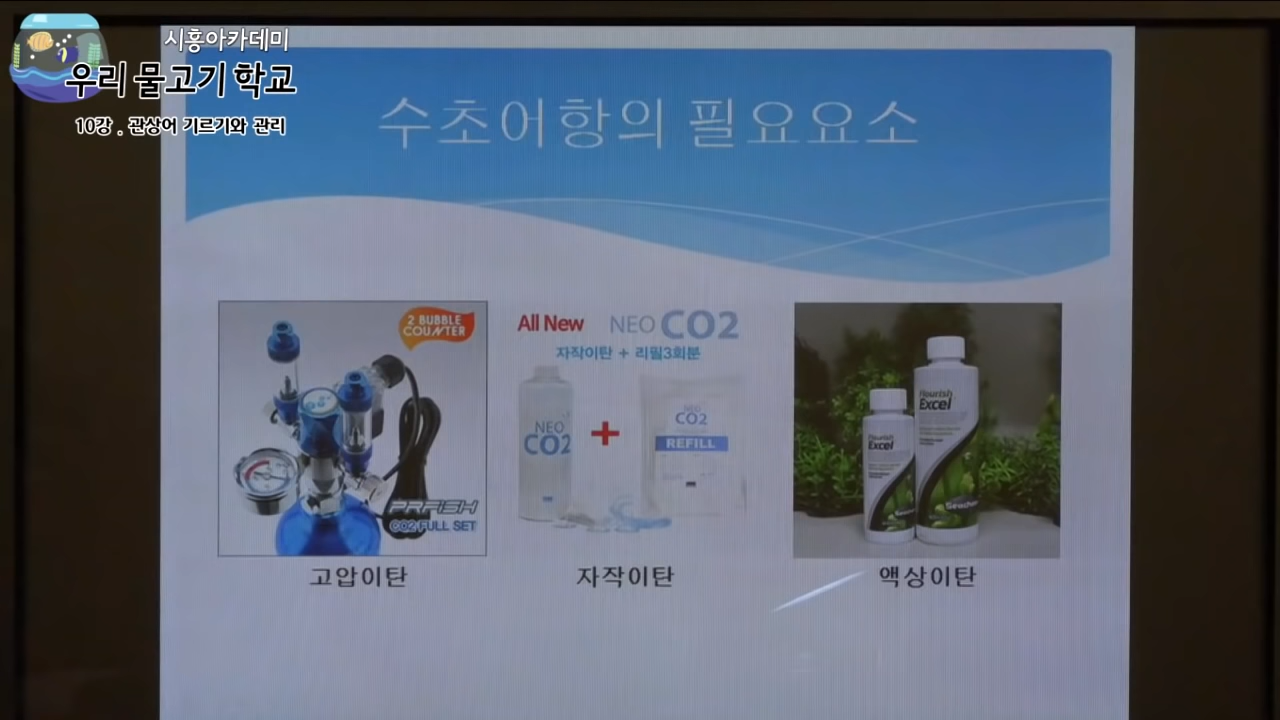 시흥아카데미
우리 물고기 학교
10강 . 관상어 기르기와 관리
수초어항의 필요요소
2 BUBBLE
COUNTER
PRFISH
CO2 FULL SET
고압이탄
All New NEO CO2
자작이탄 + 리필3회분
NEO
CO2
+
NEO
CO2
REFILL
자작이탄
Flourish
Excel
Flourish
Excel
Seachem
액상이탄